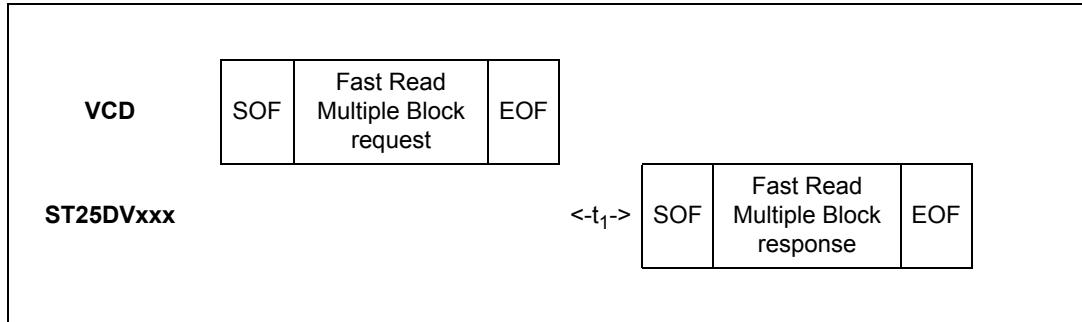 VCD
SOF
Fast Read
Multiple Block
request
EOF
ST25DVxxx
<-t₁->
SOF
Fast Read
Multiple Block
response
EOF